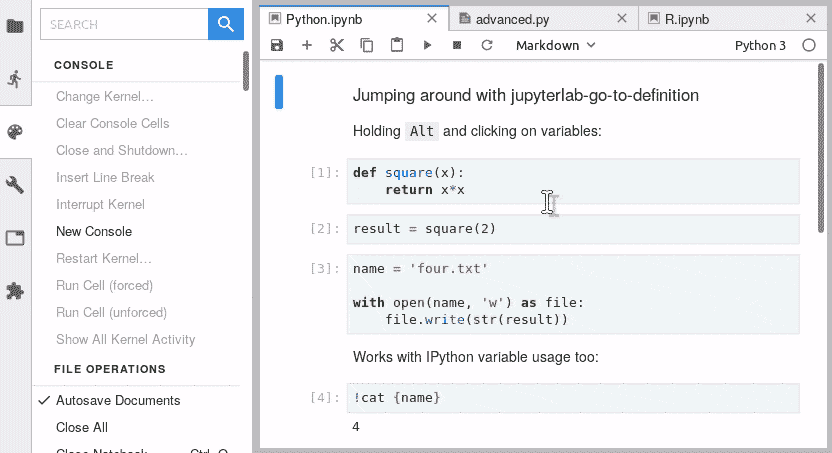 SEARCH
CONSOLE
Change Kernel…
Clear Console Cells
Close and Shutdown…
Insert Line Break
Interrupt Kernel
New Console
Restart Kernel…
Run Cell (forced)
Run Cell (unforced)
Show All Kernel Activity
FILE OPERATIONS
Autosave Documents
Close All
Python.ipynb
advanced.py
R.ipynb
Markdown
Python 3
Jumping around with jupyterlab-go-to-definition
Holding Alt and clicking on variables:
[1]: def square(x):
    return x*x
[2]: result = square(2)
[3]: name = 'four.txt'
with open(name, 'w') as file:
    file.write(str(result))
Works with IPython variable usage too:
[4]: !cat {name}
4